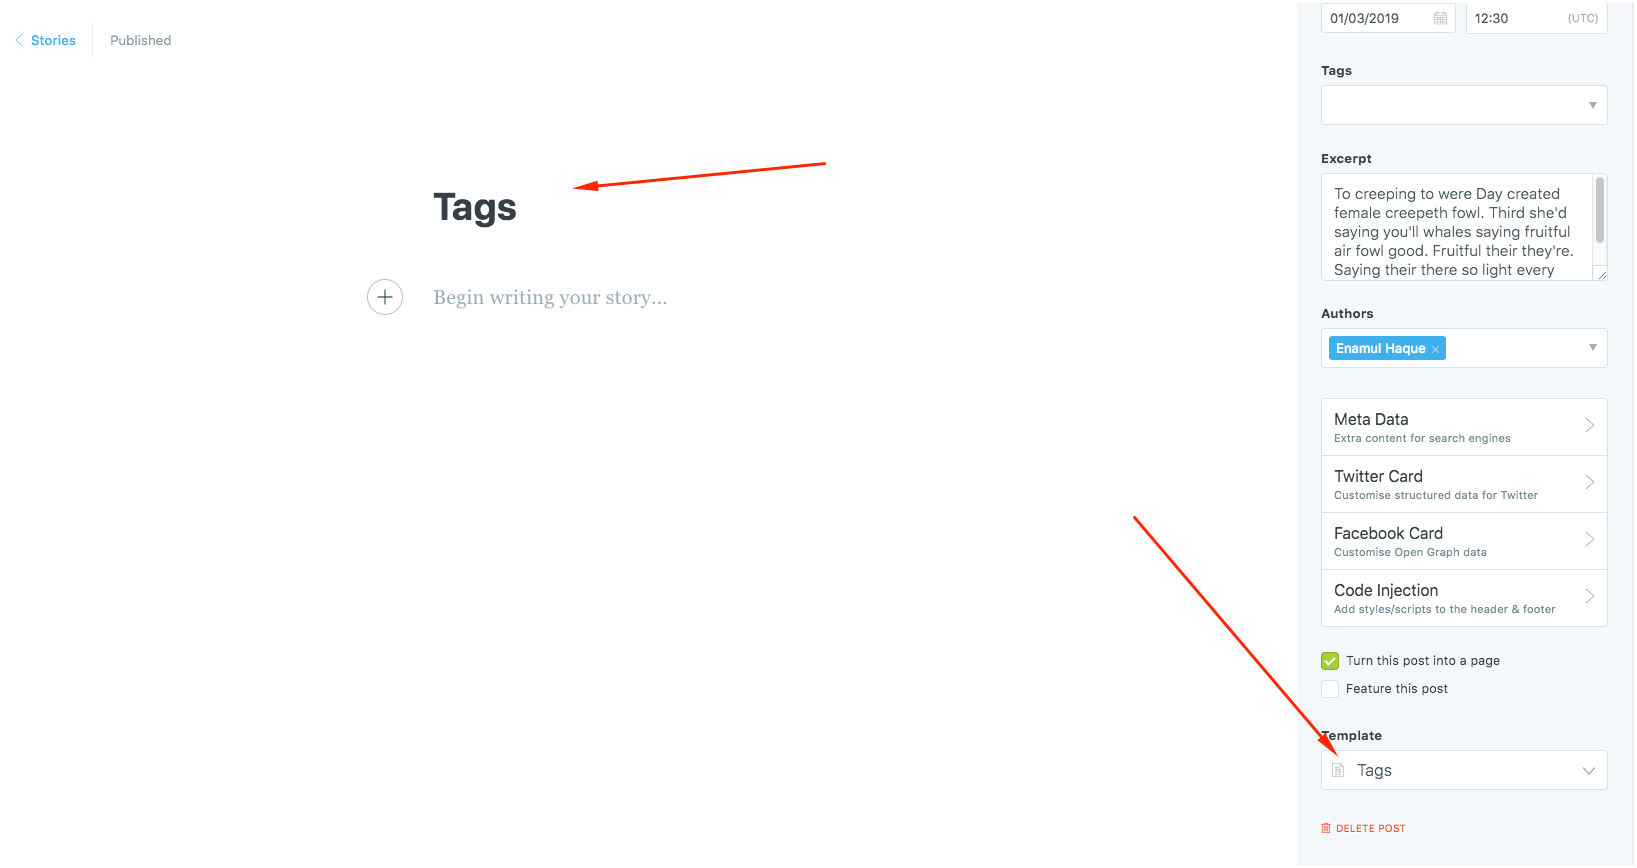 Stories
Published
Tags
Begin writing your story...
01/03/2019
12:30
(UTC)
Tags
Excerpt
To creeping to were Day created
female creepeth fowl. Third she'd
saying you'll whales saying fruitful
air fowl good. Fruitful their they're.
Saying their there so light every
Authors
Enamul Haque ×
Meta Data
Extra content for search engines
Twitter Card
Customise structured data for Twitter
Facebook Card
Customise Open Graph data
Code Injection
Add styles/scripts to the header & footer
Turn this post into a page
Feature this post
Template
Tags
DELETE POST